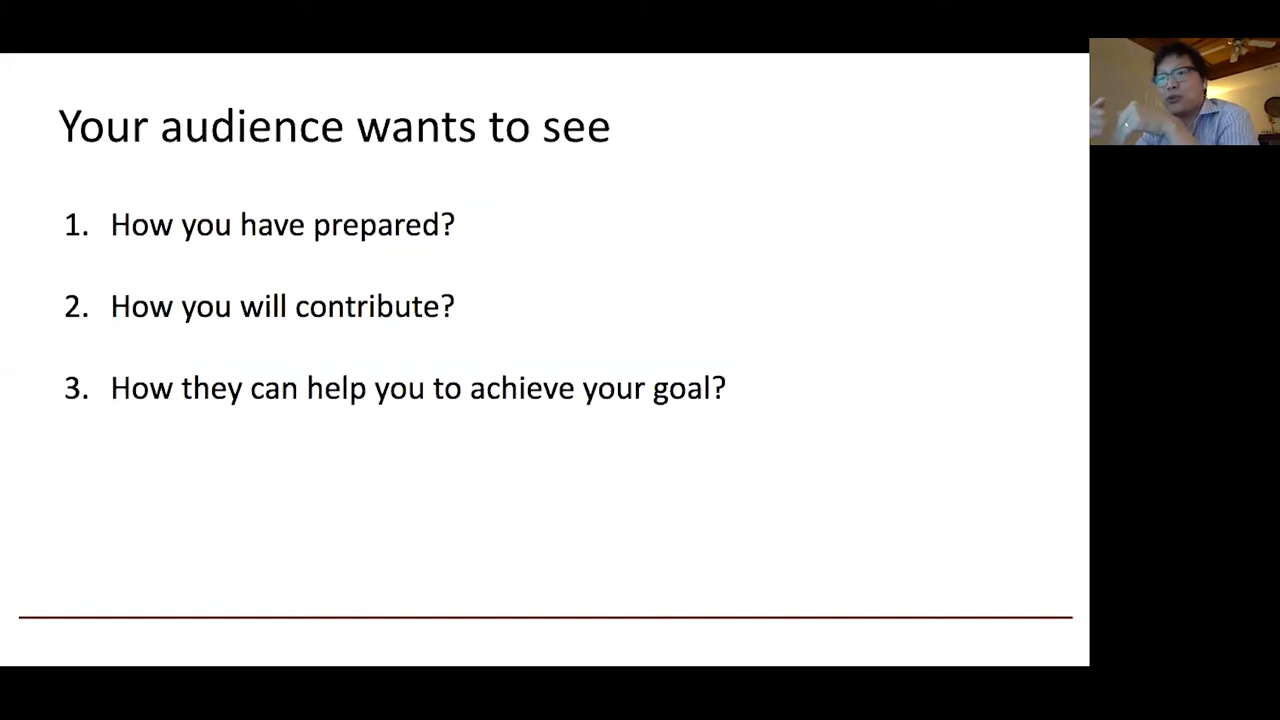 Your audience wants to see
1. How you have prepared?
2. How you will contribute?
3. How they can help you to achieve your goal?